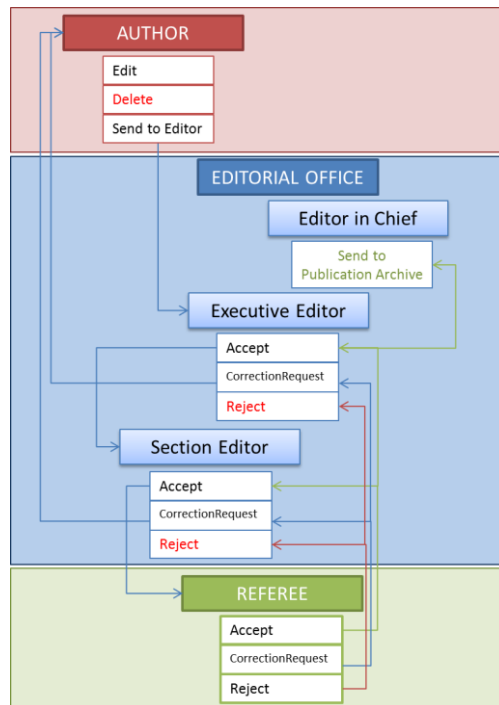 AUTHOR
Edit
Delete
Send to Editor
EDITORIAL OFFICE
Editor in Chief
Send to
Publication Archive
Executive Editor
Accept
CorrectionRequest
Reject
Section Editor
Accept
CorrectionRequest
Reject
REFEREE
Accept
CorrectionRequest
Reject